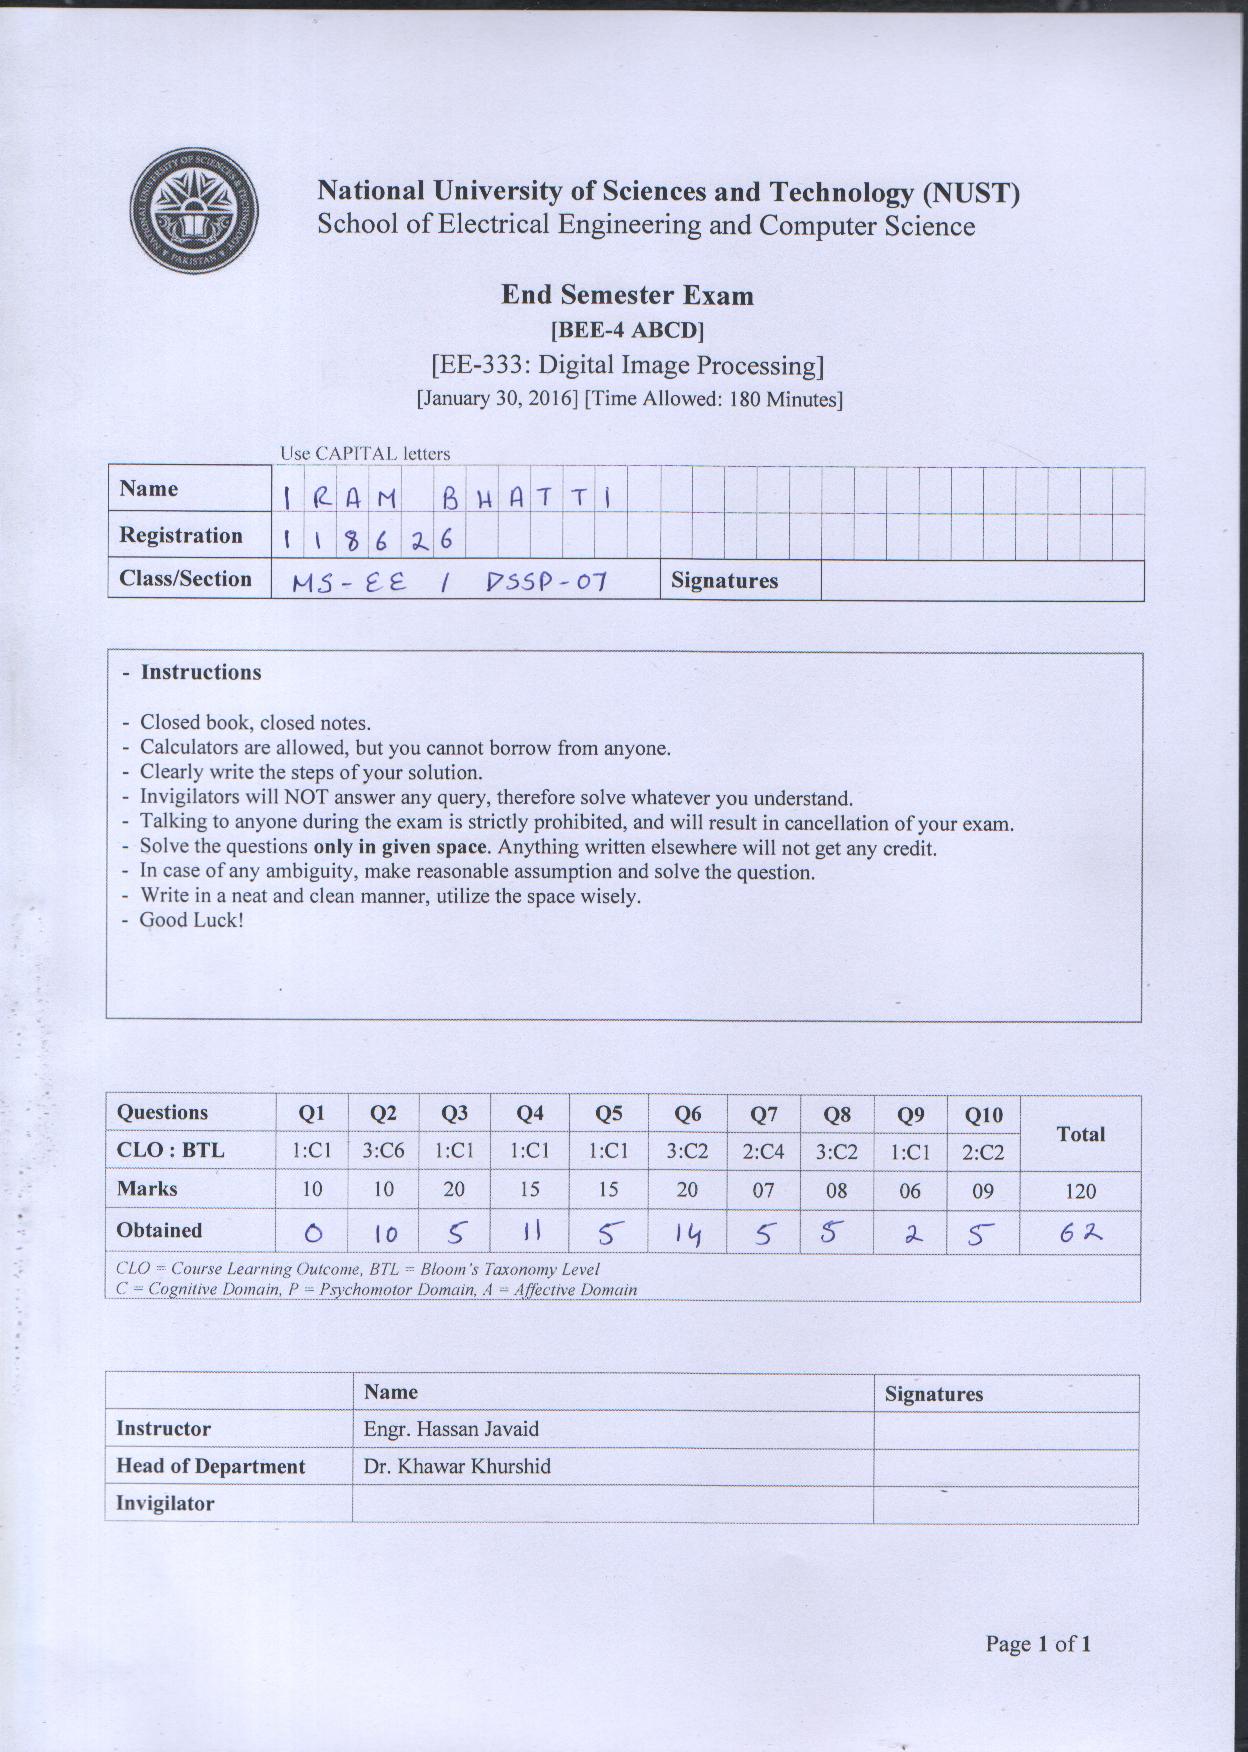 NATIONAL UNIVERSITY OF SCIENCES & TECHNOLOGY
PAKISTAN
National University of Sciences and Technology (NUST)
School of Electrical Engineering and Computer Science
End Semester Exam
[BEE-4 ABCD]
[EE-333: Digital Image Processing]
[January 30, 2016] [Time Allowed: 180 Minutes]
Use CAPITAL letters
Name IRAM BHATTI
Registration 118626
Class/Section MS-EE / DSSP-07 Signatures
- Instructions
- Closed book, closed notes.
- Calculators are allowed, but you cannot borrow from anyone.
- Clearly write the steps of your solution.
- Invigilators will NOT answer any query, therefore solve whatever you understand.
- Talking to anyone during the exam is strictly prohibited, and will result in cancellation of your exam.
- Solve the questions only in given space. Anything written elsewhere will not get any credit.
- In case of any ambiguity, make reasonable assumption and solve the question.
- Write in a neat and clean manner, utilize the space wisely.
- Good Luck!
Questions Q1 Q2 Q3 Q4 Q5 Q6 Q7 Q8 Q9 Q10 Total
CLO : BTL 1:C1 3:C6 1:C1 1:C1 1:C1 3:C2 2:C4 3:C2 1:C1 2:C2
Marks 10 10 20 15 15 20 07 08 06 09 120
Obtained 0 10 5 11 5 14 5 5 2 5 62
CLO = Course Learning Outcome, BTL = Bloom's Taxonomy Level
C = Cognitive Domain, P = Psychomotor Domain, A = Affective Domain
Name Signatures
Instructor Engr. Hassan Javaid
Head of Department Dr. Khawar Khurshid
Invigilator
Page 1 of 1